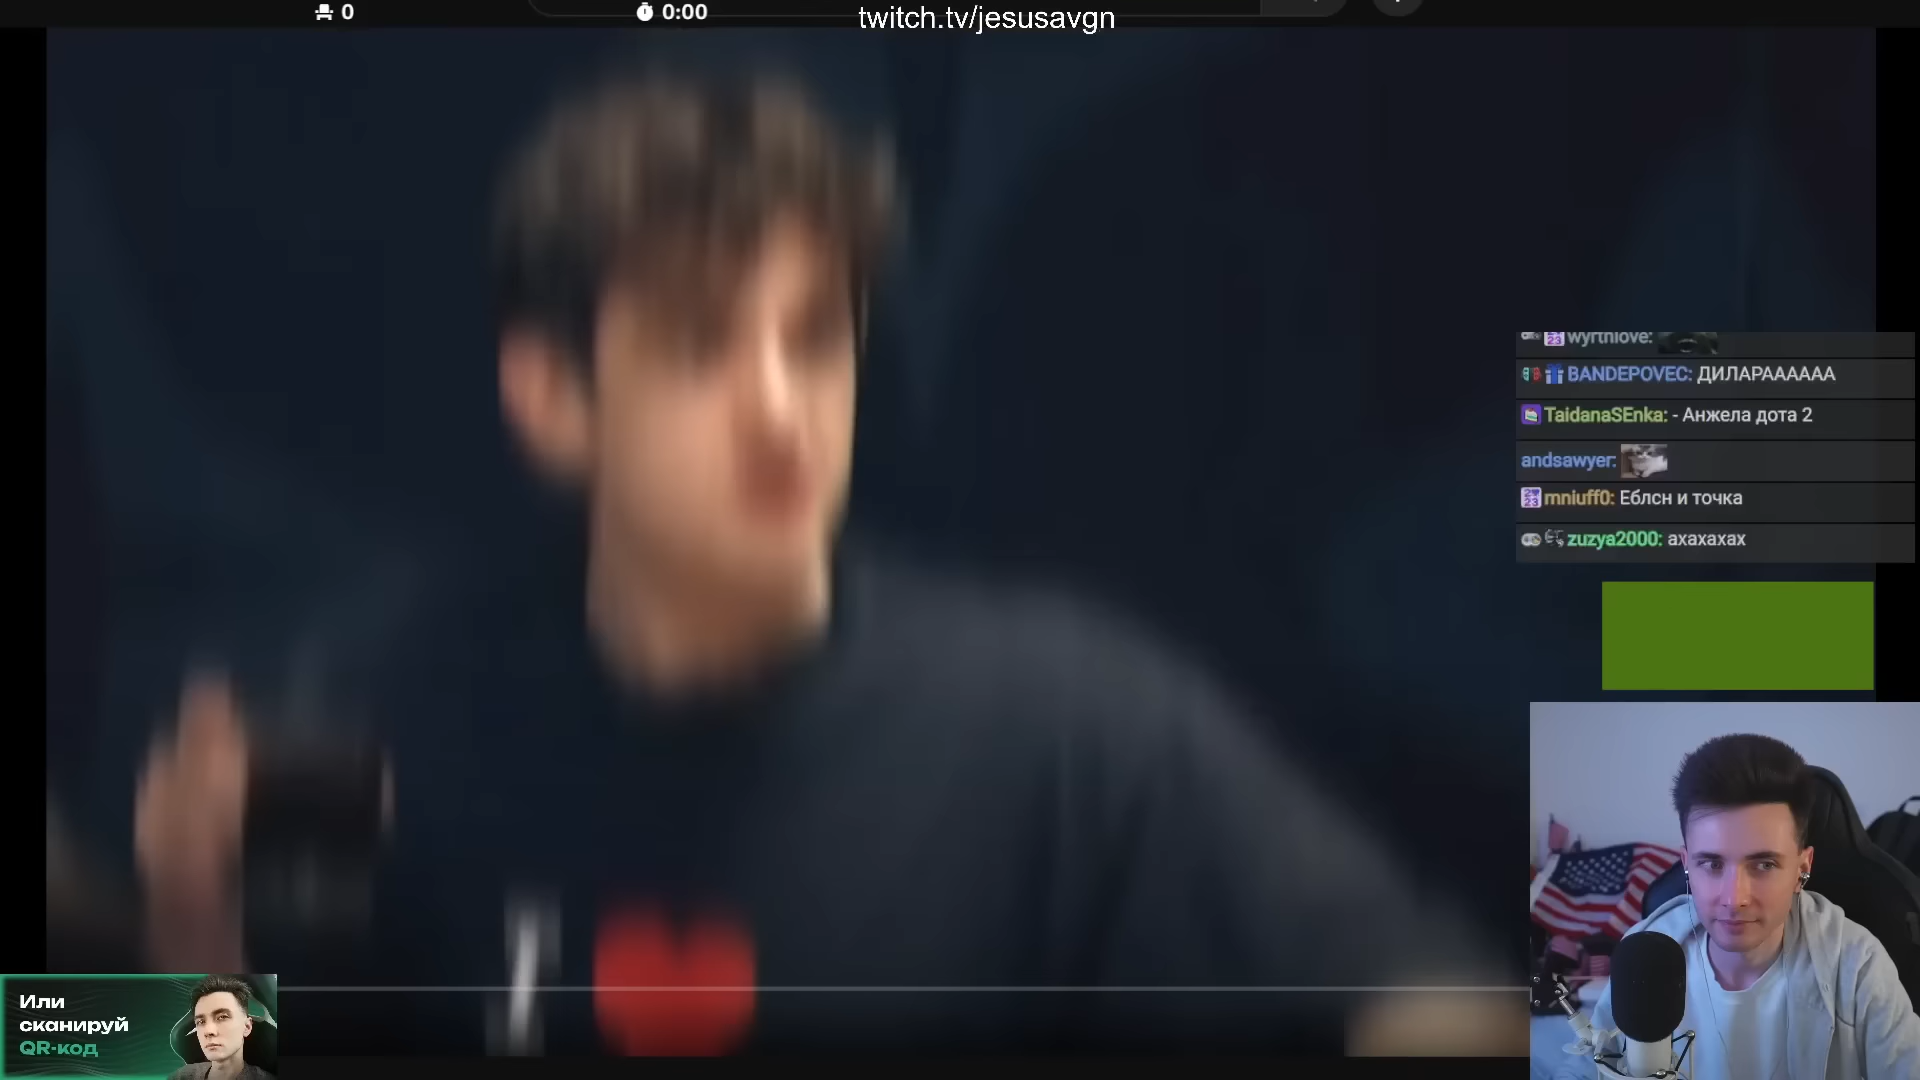 0
0:00
twitch.tv/jesusavgn
wyrthlove:
BANDEPOVEC: ДИЛАРАААААА
TaidanaSEnka: - Анжела дота 2
andsawyer:
mniuff0: Еблсн и точка
zuzya2000: ахахахах
Или
сканируй
QR-код